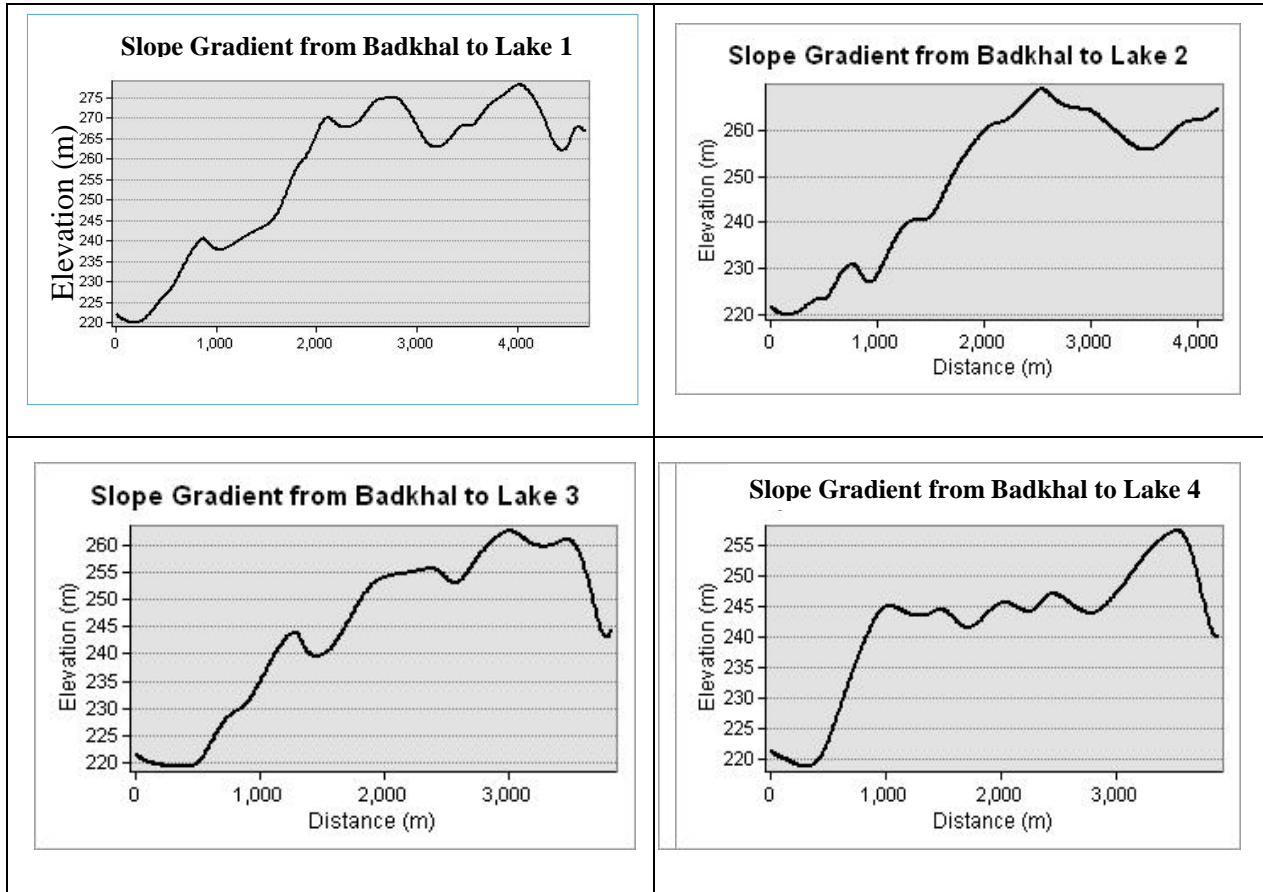 Slope Gradient from Badkhal to Lake 1
Elevation (m)
275
270
265
260
255
250
245
240
235
230
225
220
0 1,000 2,000 3,000 4,000
Slope Gradient from Badkhal to Lake 2
Elevation (m)
260
250
240
230
220
0 1,000 2,000 3,000 4,000
Distance (m)
Slope Gradient from Badkhal to Lake 3
Elevation (m)
260
255
250
245
240
235
230
225
220
0 1,000 2,000 3,000
Distance (m)
Slope Gradient from Badkhal to Lake 4
Elevation (m)
255
250
245
240
235
230
225
220
0 1,000 2,000 3,000
Distance (m)